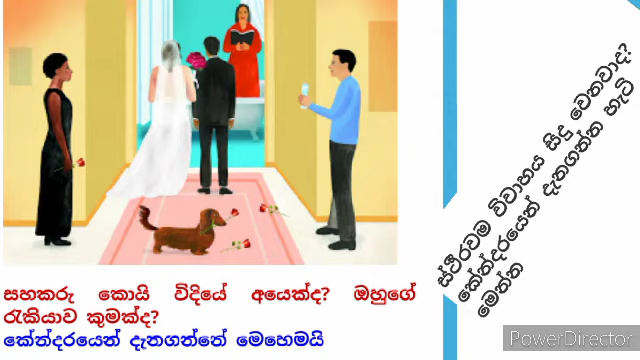 සහකරු කොයි විදියේ අයෙක්ද? ඔහුගේ
රැකියාව කුමක්ද?
කේන්දරයෙන් දැනගන්නේ මෙහෙමයි
ස්ථිරවම විවාහය සිදු වෙනවාද?
කේන්දරයෙන් දැනගන්න හැටි
මෙන්න
PowerDirector